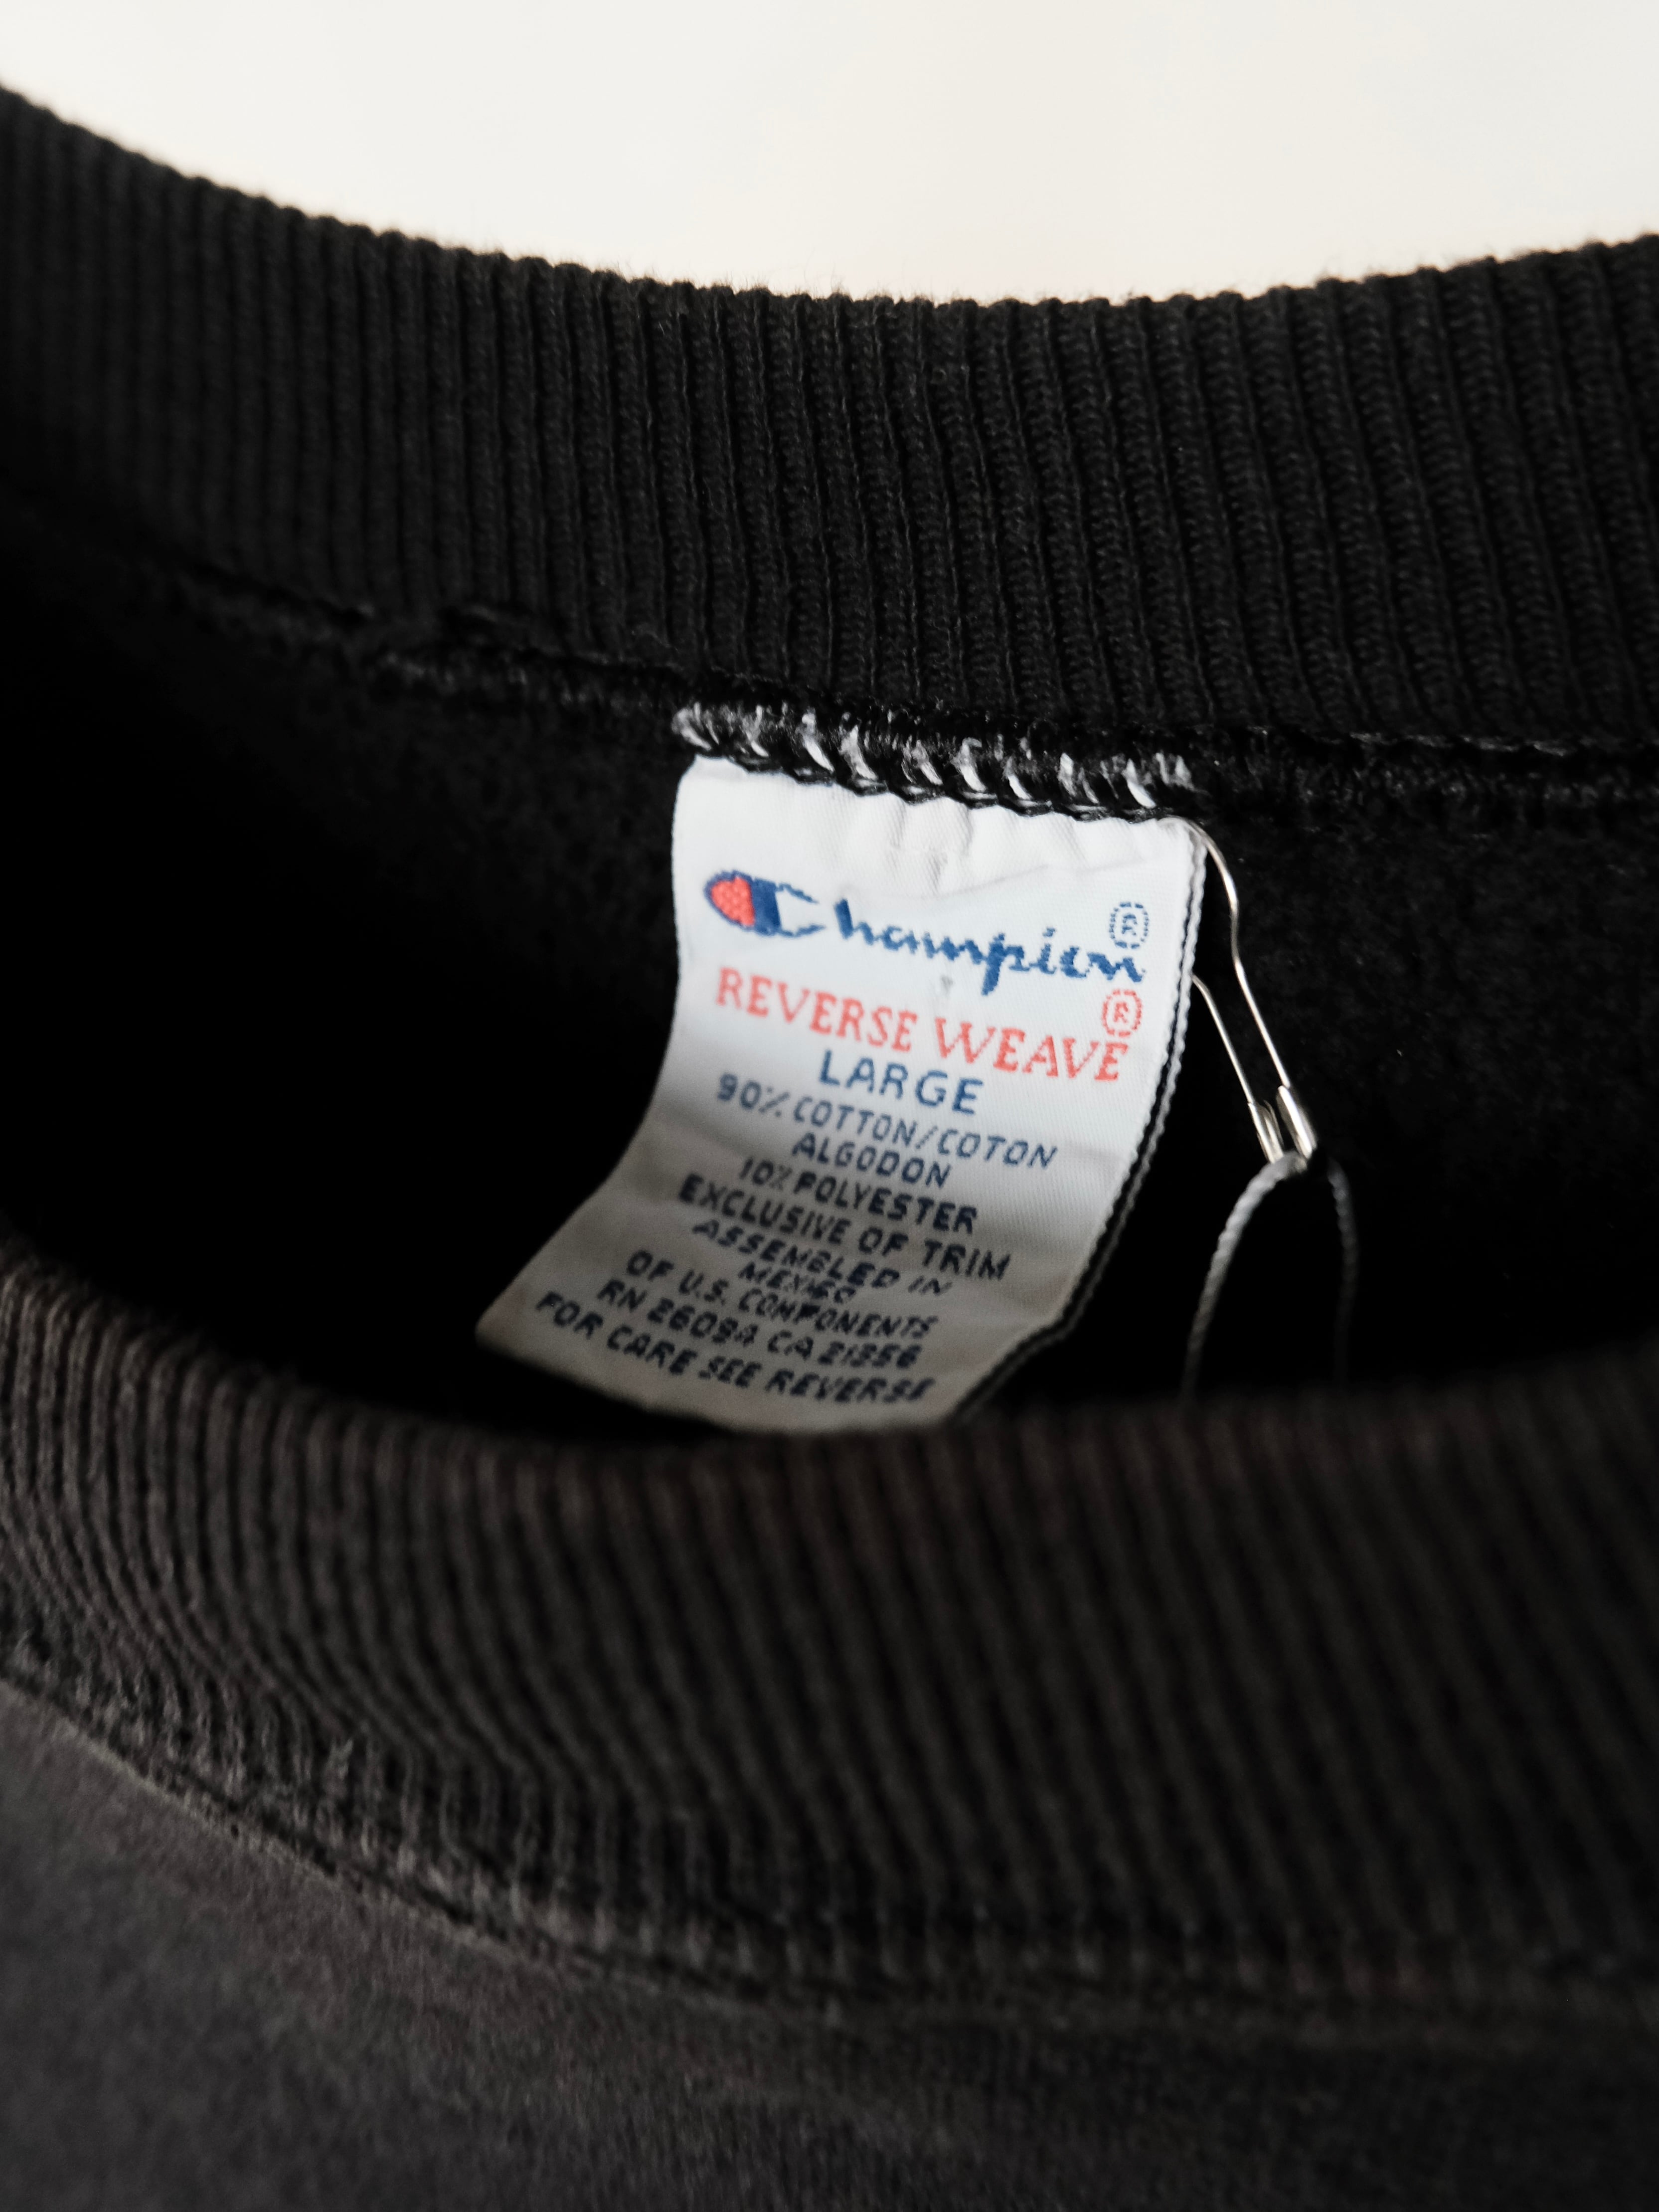 Champion®
REVERSE WEAVE®
LARGE
90% COTTON/COTON
ALGODON
10% POLYESTER
EXCLUSIVE OF TRIM
ASSEMBLED IN
MEXICO
OF U.S. COMPONENTS
RN 26094 CA 21356
FOR CARE SEE REVERSE